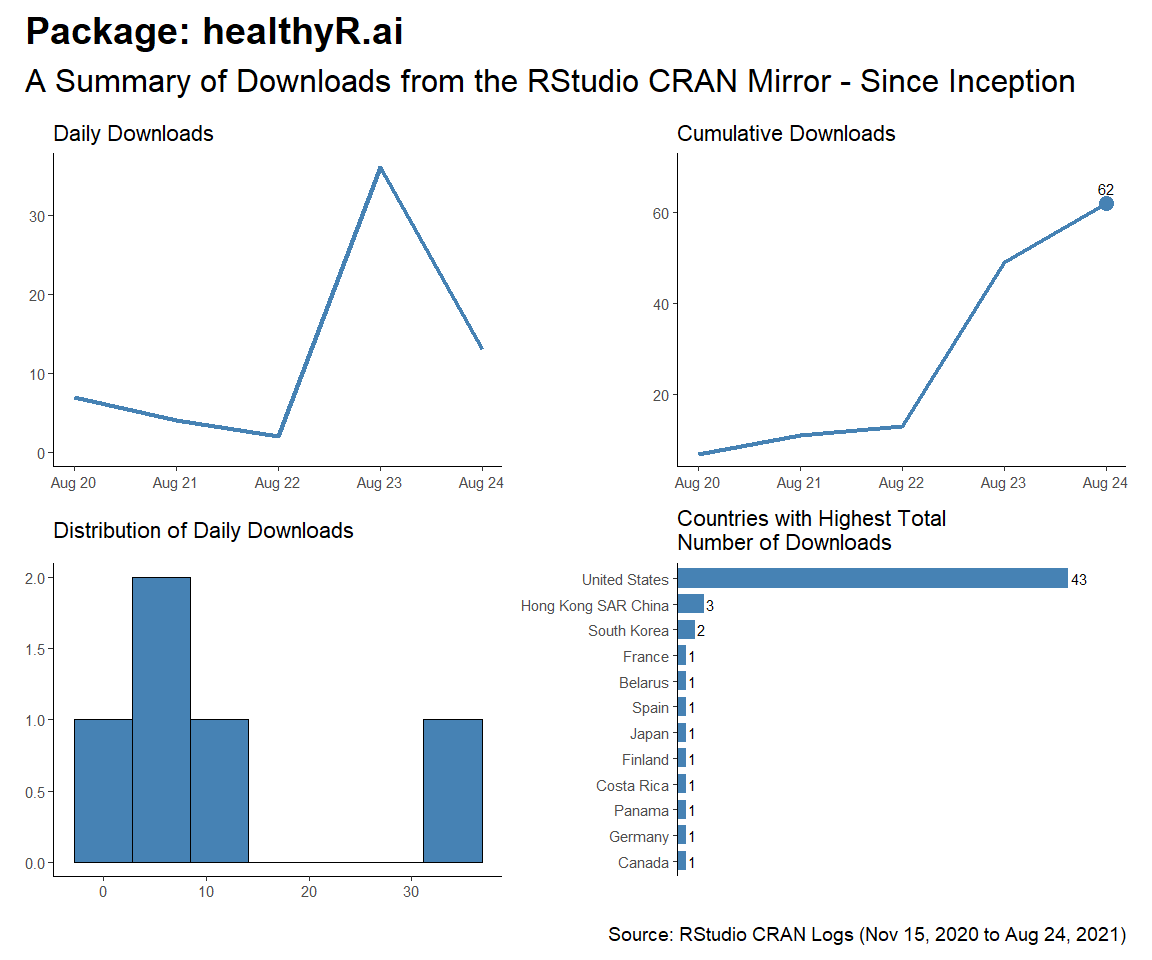 Package: healthyR.ai
A Summary of Downloads from the RStudio CRAN Mirror - Since Inception
Daily Downloads
30
20
10
0
Aug 20 Aug 21 Aug 22 Aug 23 Aug 24
Cumulative Downloads
62
60
40
20
Aug 20 Aug 21 Aug 22 Aug 23 Aug 24
Distribution of Daily Downloads
2.0
1.5
1.0
0.5
0.0
0 10 20 30
Countries with Highest Total
Number of Downloads
United States 43
Hong Kong SAR China 3
South Korea 2
France 1
Belarus 1
Spain 1
Japan 1
Finland 1
Costa Rica 1
Panama 1
Germany 1
Canada 1
Source: RStudio CRAN Logs (Nov 15, 2020 to Aug 24, 2021)